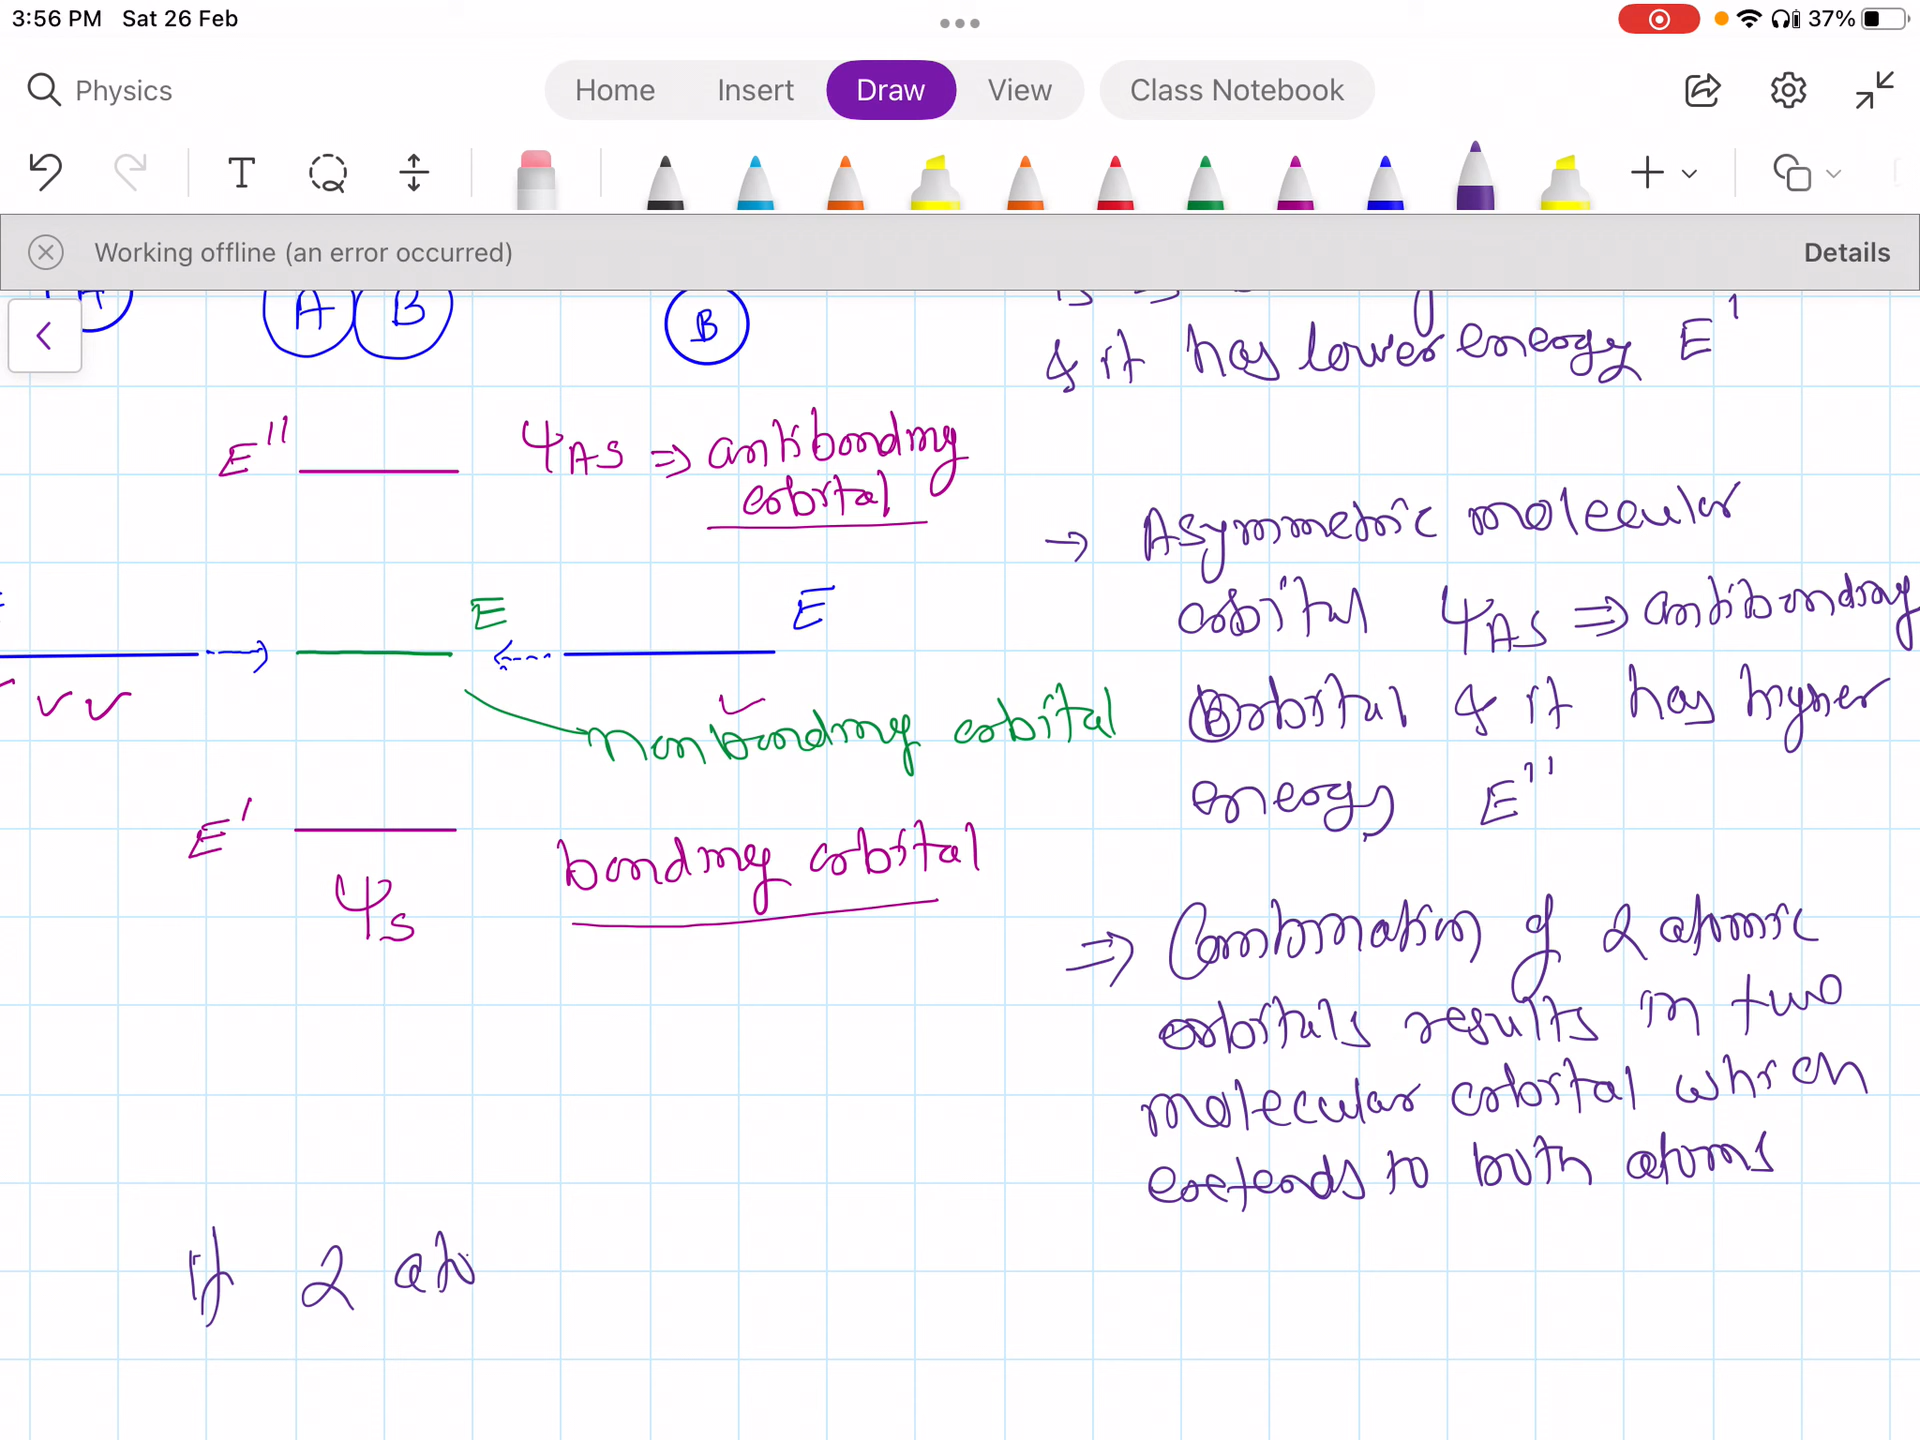 3:56 PM Sat 26 Feb
37%
Physics
Home Insert Draw View Class Notebook
T
Working offline (an error occurred)
Details
A B
B
& it has lower energy E'
E'' ΨAS ⇒ antibonding
orbital
→ Asymmetric molecular
orbital ΨAS ⇒ antibonding
orbital & it has higher
energy E''
E E
nonbonding orbital
E' bonding orbital
ΨS
⇒ Combination of 2 atomic
orbitals results in two
molecular orbital which
extends to both atoms
if 2 ato